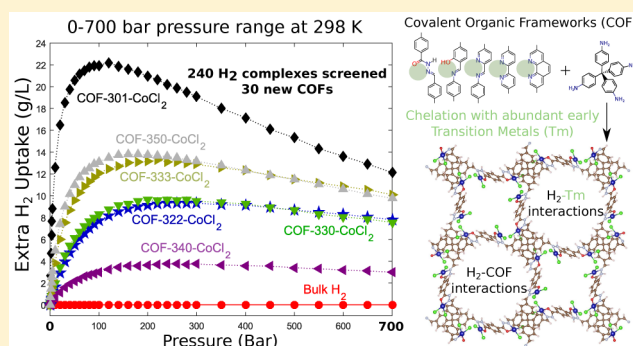 0-700 bar pressure range at 298 K
Extra H2 Uptake (g/L)
24
22
20
18
16
14
12
10
8
6
4
2
0
240 H2 complexes screened
30 new COFs
COF-301-CoCl2
COF-350-CoCl2
COF-333-CoCl2
COF-322-CoCl2
COF-330-CoCl2
COF-340-CoCl2
Bulk H2
0 100 200 300 400 500 600 700
Pressure (Bar)
Covalent Organic Frameworks (COF
+
Chelation with abundant early
Transition Metals (Tm)
H2-Tm
interactions
H2-COF
interactions